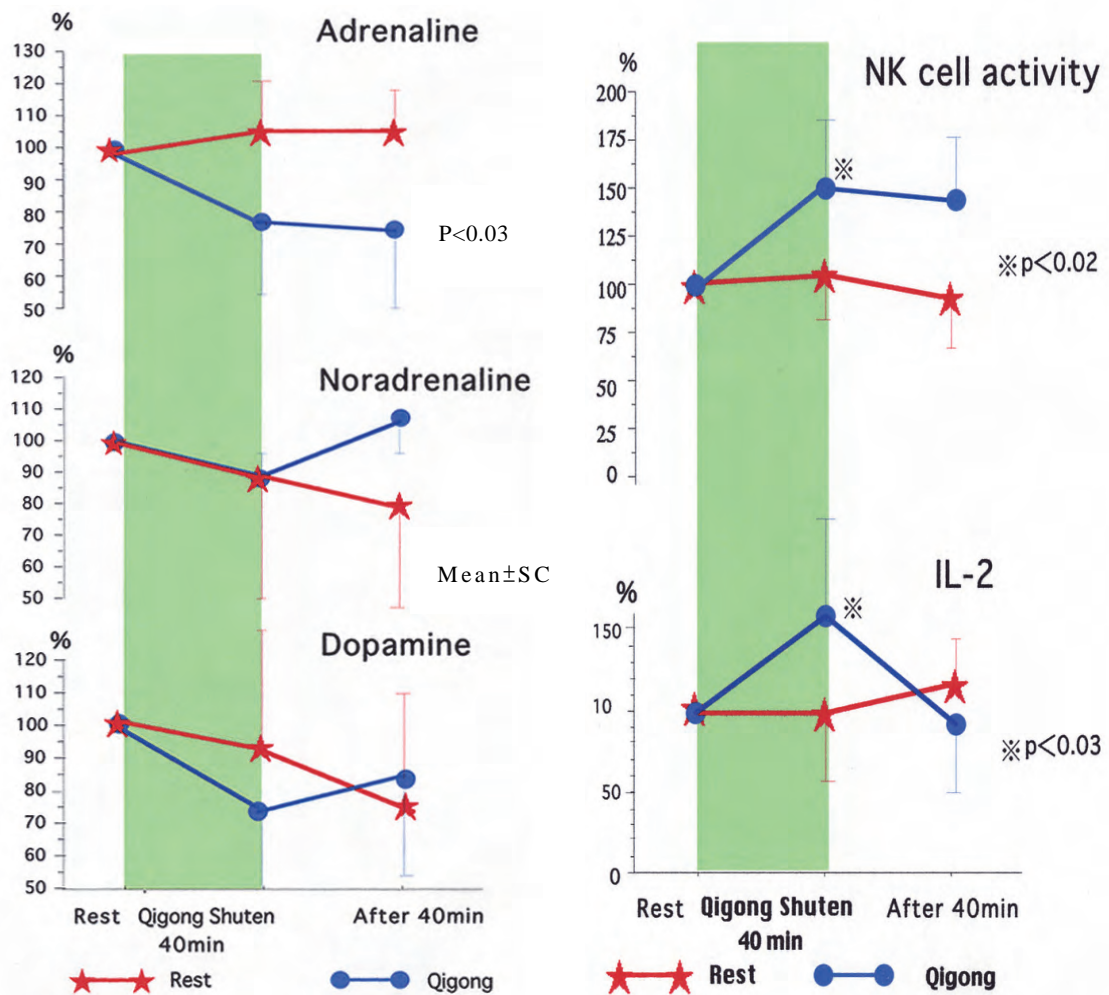 %
Adrenaline
130
120
110
100
90
80
70
60
50
P<0.03
%
Noradrenaline
120
110
100
90
80
70
60
50
Mean±SC
%
Dopamine
120
100
90
80
70
60
50
Rest Qigong Shuten After 40min
40min
Rest Qigong
%
NK cell activity
200
175
150
125
100
75
50
25
0
※
※p<0.02
%
IL-2
150
10
50
0
※
※p<0.03
Rest Qigong Shuten After 40min
40 min
Rest Qigong